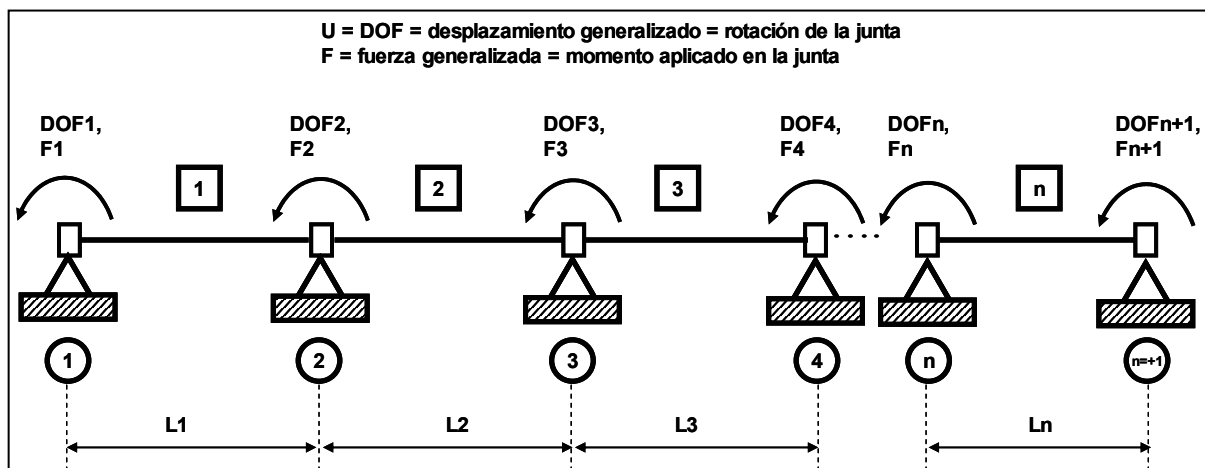 U = DOF = desplazamiento generalizado = rotación de la junta
F = fuerza generalizada = momento aplicado en la junta
DOF1,
F1
DOF2,
F2
DOF3,
F3
DOF4,
F4
DOFn,
Fn
DOFn+1,
Fn+1
1
2
3
n
1
2
3
4
n
n=+1
L1
L2
L3
Ln